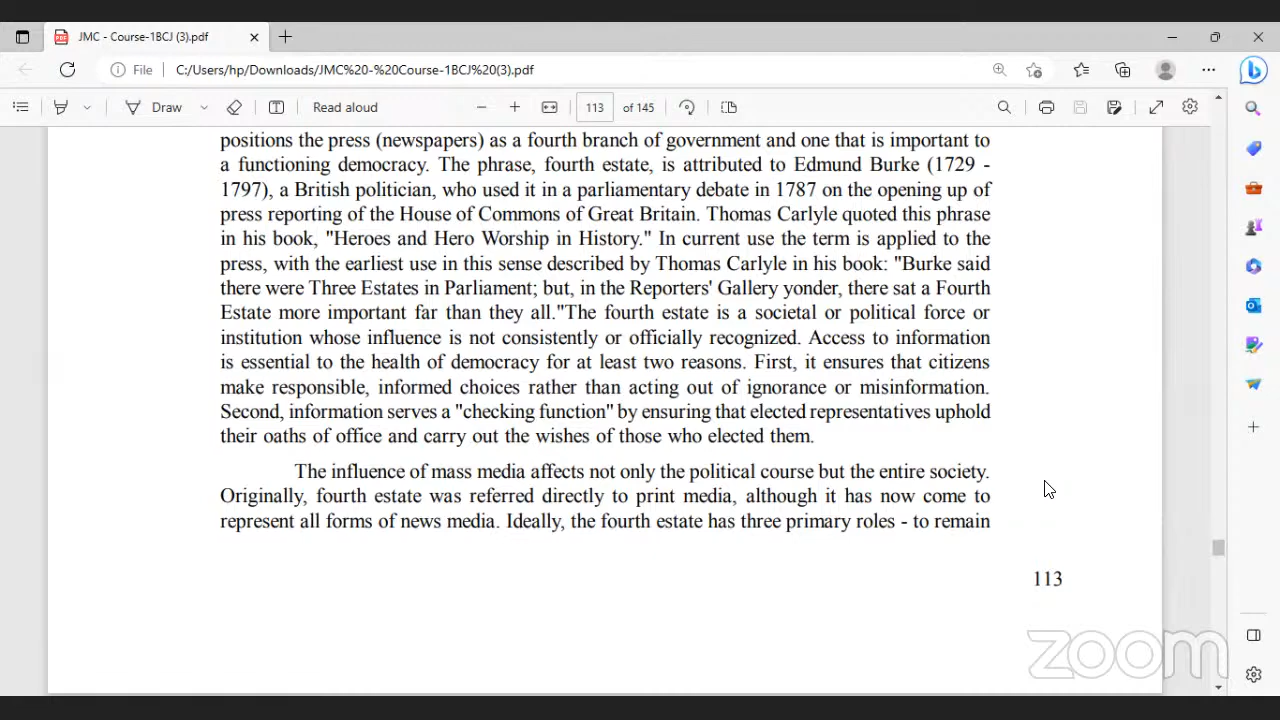 JMC - Course-1BCJ (3).pdf
File
C:/Users/hp/Downloads/JMC%20-%20Course-1BCJ%20(3).pdf
Draw
Read aloud
113
of 145
positions the press (newspapers) as a fourth branch of government and one that is important to
a functioning democracy. The phrase, fourth estate, is attributed to Edmund Burke (1729 -
1797), a British politician, who used it in a parliamentary debate in 1787 on the opening up of
press reporting of the House of Commons of Great Britain. Thomas Carlyle quoted this phrase
in his book, "Heroes and Hero Worship in History." In current use the term is applied to the
press, with the earliest use in this sense described by Thomas Carlyle in his book: "Burke said
there were Three Estates in Parliament; but, in the Reporters' Gallery yonder, there sat a Fourth
Estate more important far than they all."The fourth estate is a societal or political force or
institution whose influence is not consistently or officially recognized. Access to information
is essential to the health of democracy for at least two reasons. First, it ensures that citizens
make responsible, informed choices rather than acting out of ignorance or misinformation.
Second, information serves a "checking function" by ensuring that elected representatives uphold
their oaths of office and carry out the wishes of those who elected them.
The influence of mass media affects not only the political course but the entire society.
Originally, fourth estate was referred directly to print media, although it has now come to
represent all forms of news media. Ideally, the fourth estate has three primary roles - to remain
113
zoom